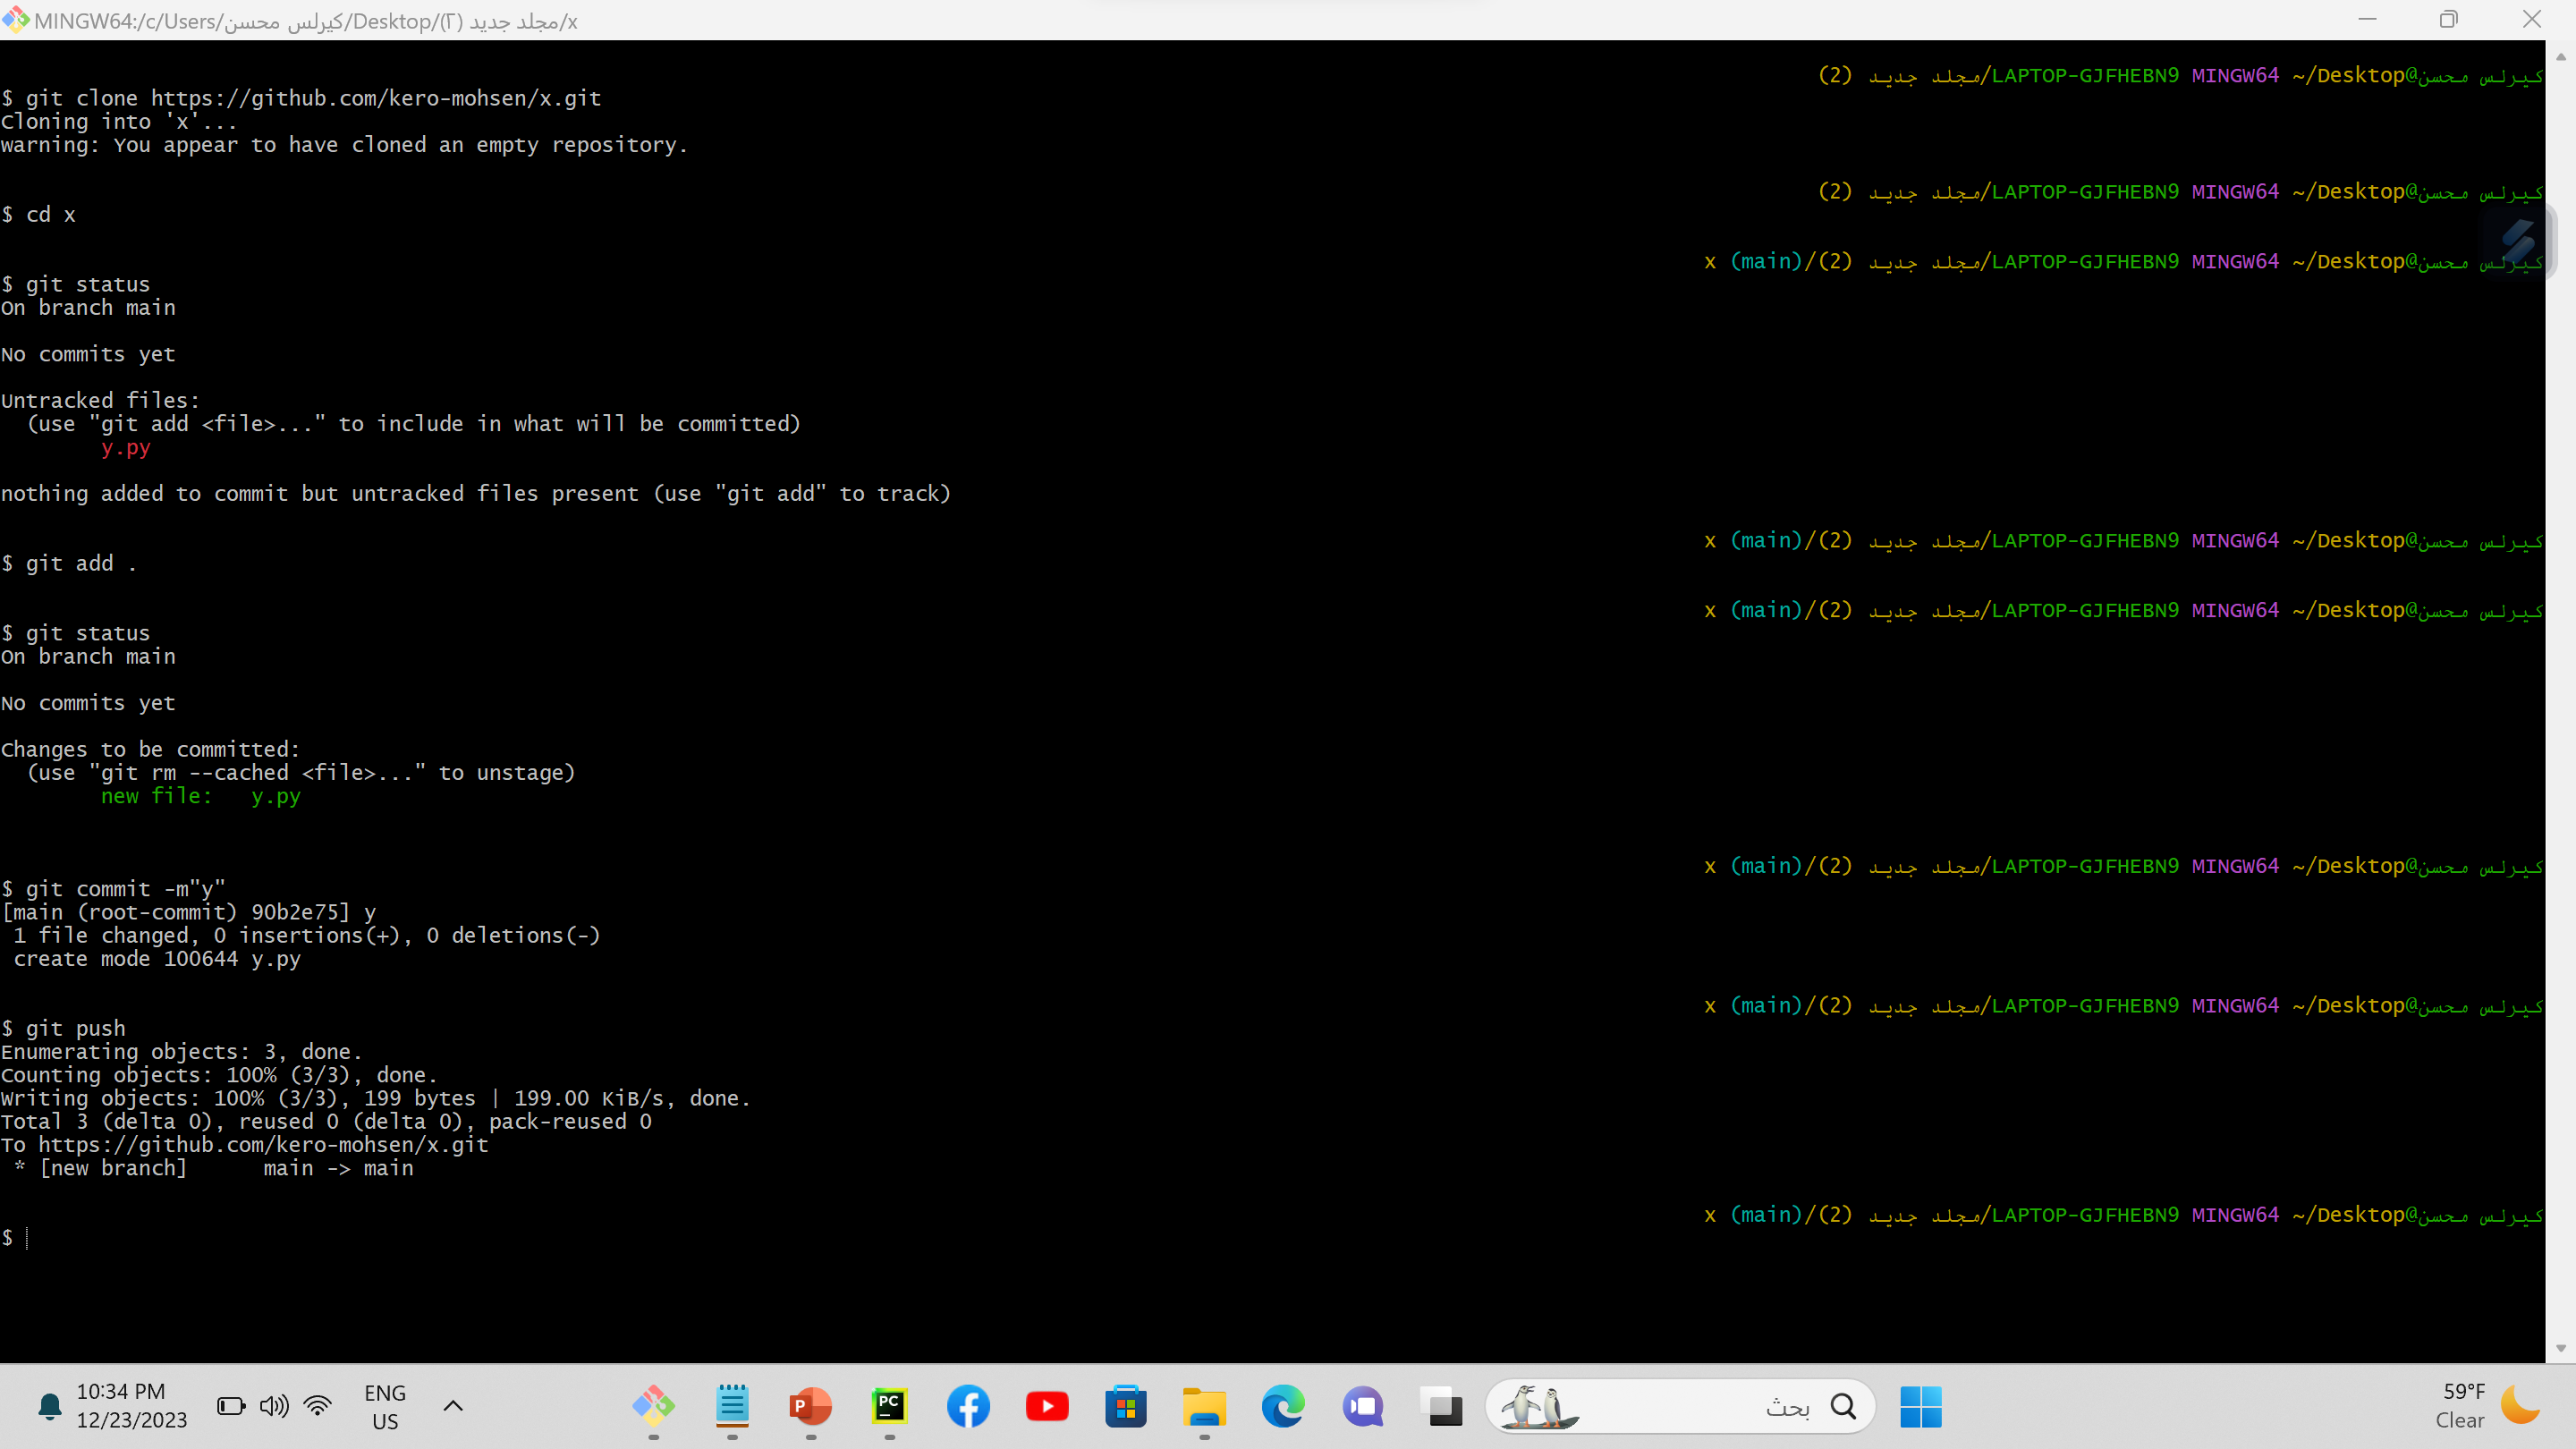 MINGW64:/c/Users/كيرلس محسن/Desktop/مجلد جديد (٢)/x
كيرلس محسن@LAPTOP-GJFHEBN9 MINGW64 ~/Desktop/مجلد جديد (2)
$ git clone https://github.com/kero-mohsen/x.git
Cloning into 'x'...
warning: You appear to have cloned an empty repository.
كيرلس محسن@LAPTOP-GJFHEBN9 MINGW64 ~/Desktop/مجلد جديد (2)
$ cd x
كيرلس محسن@LAPTOP-GJFHEBN9 MINGW64 ~/Desktop/مجلد جديد (2)/x (main)
$ git status
On branch main
No commits yet
Untracked files:
(use "git add <file>..." to include in what will be committed)
y.py
nothing added to commit but untracked files present (use "git add" to track)
كيرلس محسن@LAPTOP-GJFHEBN9 MINGW64 ~/Desktop/مجلد جديد (2)/x (main)
$ git add .
كيرلس محسن@LAPTOP-GJFHEBN9 MINGW64 ~/Desktop/مجلد جديد (2)/x (main)
$ git status
On branch main
No commits yet
Changes to be committed:
(use "git rm --cached <file>..." to unstage)
new file:   y.py
كيرلس محسن@LAPTOP-GJFHEBN9 MINGW64 ~/Desktop/مجلد جديد (2)/x (main)
$ git commit -m"y"
[main (root-commit) 90b2e75] y
1 file changed, 0 insertions(+), 0 deletions(-)
create mode 100644 y.py
كيرلس محسن@LAPTOP-GJFHEBN9 MINGW64 ~/Desktop/مجلد جديد (2)/x (main)
$ git push
Enumerating objects: 3, done.
Counting objects: 100% (3/3), done.
Writing objects: 100% (3/3), 199 bytes | 199.00 KiB/s, done.
Total 3 (delta 0), reused 0 (delta 0), pack-reused 0
To https://github.com/kero-mohsen/x.git
* [new branch]      main -> main
كيرلس محسن@LAPTOP-GJFHEBN9 MINGW64 ~/Desktop/مجلد جديد (2)/x (main)
$
10:34 PM
12/23/2023
ENG
US
P
PC
بحث
59°F
Clear